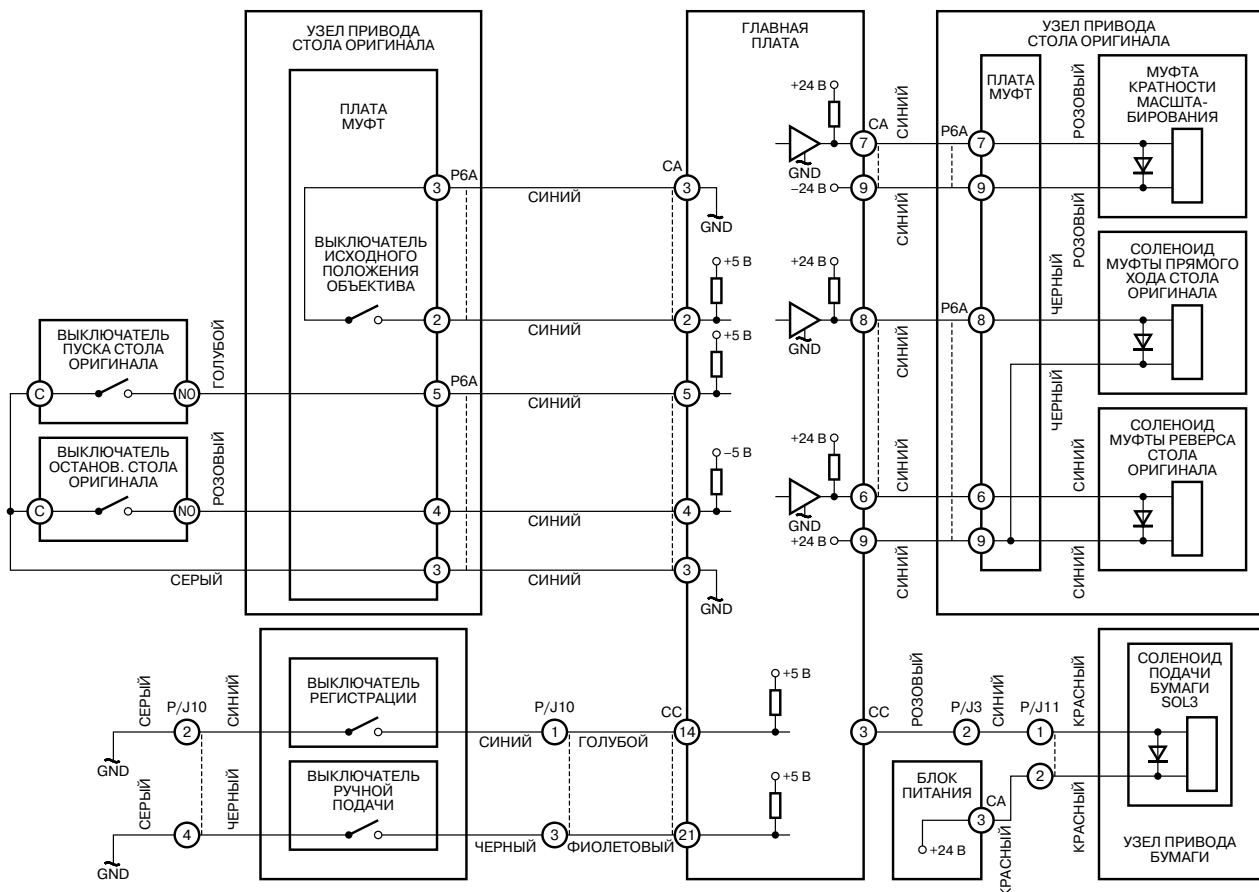 УЗЕЛ ПРИВОДА
СТОЛА ОРИГИНАЛА
ПЛАТА
МУФТ
3
P6A
СИНИЙ
CA
3
GND
ВЫКЛЮЧАТЕЛЬ
ИСХОДНОГО
ПОЛОЖЕНИЯ
ОБЪЕКТИВА
2
СИНИЙ
2
+5 В
ВЫКЛЮЧАТЕЛЬ
ПУСКА СТОЛА
ОРИГИНАЛА
C
NO
ГОЛУБОЙ
5
P6A
СИНИЙ
5
+5 В
ВЫКЛЮЧАТЕЛЬ
ОСТАНОВ. СТОЛА
ОРИГИНАЛА
C
NO
РОЗОВЫЙ
4
СИНИЙ
4
–5 В
СЕРЫЙ
3
СИНИЙ
3
GND
ГЛАВНАЯ
ПЛАТА
+24 В
GND
7
CA
СИНИЙ
P6A
7
–24 В
9
СИНИЙ
9
+24 В
GND
8
P6A
8
+24 В
GND
6
СИНИЙ
6
+24 В
9
СИНИЙ
9
УЗЕЛ ПРИВОДА
СТОЛА ОРИГИНАЛА
ПЛАТА
МУФТ
РОЗОВЫЙ
МУФТА
КРАТНОСТИ
МАСШТА-
БИРОВАНИЯ
РОЗОВЫЙ
ЧЕРНЫЙ
СОЛЕНОИД
МУФТЫ ПРЯМОГО
ХОДА СТОЛА
ОРИГИНАЛА
ЧЕРНЫЙ
СОЛЕНОИД
МУФТЫ РЕВЕРСА
СТОЛА
ОРИГИНАЛА
СИНИЙ
СИНИЙ
GND
СЕРЫЙ
P/J10
2
СИНИЙ
ВЫКЛЮЧАТЕЛЬ
РЕГИСТРАЦИИ
СИНИЙ
P/J10
1
ГОЛУБОЙ
CC
14
+5 В
GND
СЕРЫЙ
4
ЧЕРНЫЙ
ВЫКЛЮЧАТЕЛЬ
РУЧНОЙ
ПОДАЧИ
ЧЕРНЫЙ
3
ФИОЛЕТОВЫЙ
21
+5 В
3
CC
РОЗОВЫЙ
P/J3
2
СИНИЙ
P/J11
1
КРАСНЫЙ
2
КРАСНЫЙ
БЛОК
ПИТАНИЯ
CA
3
+24 В
КРАСНЫЙ
СОЛЕНОИД
ПОДАЧИ
БУМАГИ
SOL3
УЗЕЛ ПРИВОДА
БУМАГИ